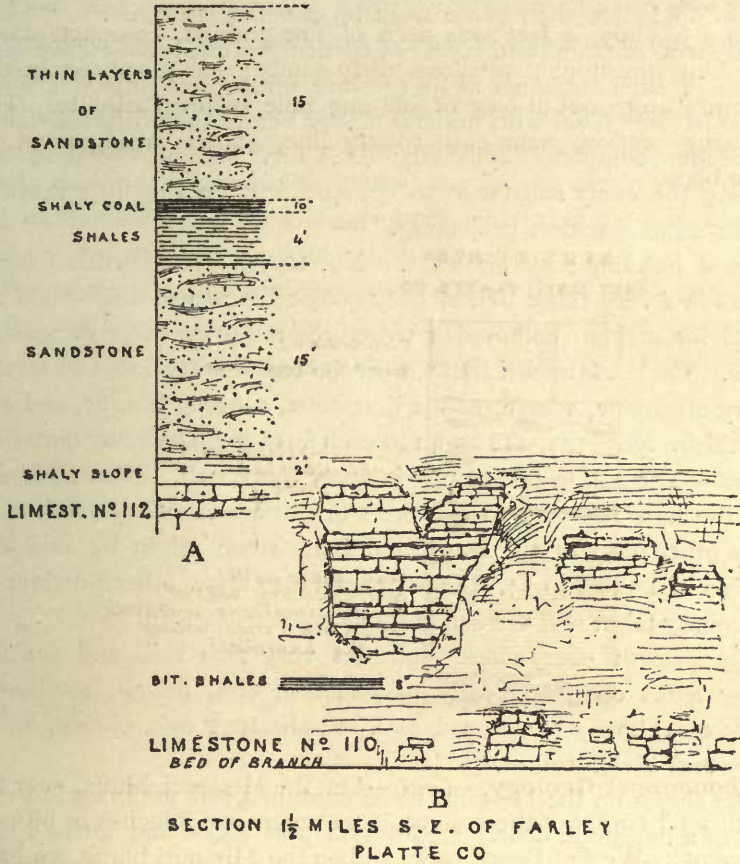 THIN LAYERS
OF
SANDSTONE
15
SHALY COAL
10"
SHALES
4'
SANDSTONE
15
SHALY SLOPE
2'
LIMEST. Nº 112
A
BIT. SHALES
8"
LIMESTONE Nº 110
BED OF BRANCH
B
SECTION 1½ MILES S.E. OF FARLEY
PLATTE CO